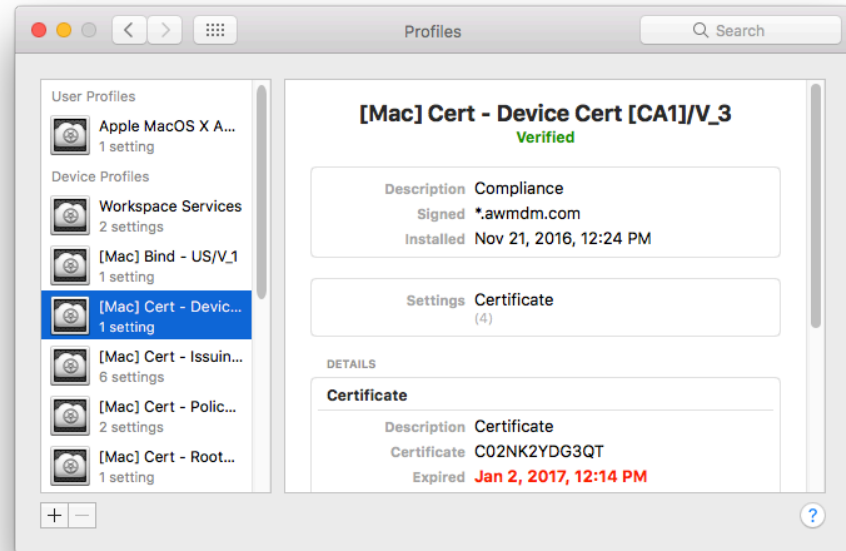 Profiles
Search
User Profiles
Apple MacOS X A...
1 setting
Device Profiles
Workspace Services
2 settings
[Mac] Bind - US/V_1
1 setting
[Mac] Cert - Devic...
1 setting
[Mac] Cert - Issuin...
6 settings
[Mac] Cert - Polic...
2 settings
[Mac] Cert - Root...
1 setting
+ −
[Mac] Cert - Device Cert [CA1]/V_3
Verified
Description Compliance
Signed *.awmdm.com
Installed Nov 21, 2016, 12:24 PM
Settings Certificate
(4)
DETAILS
Certificate
Description Certificate
Certificate C02NK2YDG3QT
Expired Jan 2, 2017, 12:14 PM
?